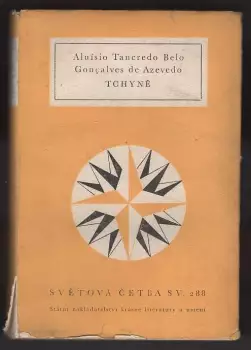 Aluísio Tancredo Belo
Gonçalves de Azevedo
TCHYNĚ
SVĚTOVÁ ČETBA SV. 288
Státní nakladatelství krásné literatury a umění